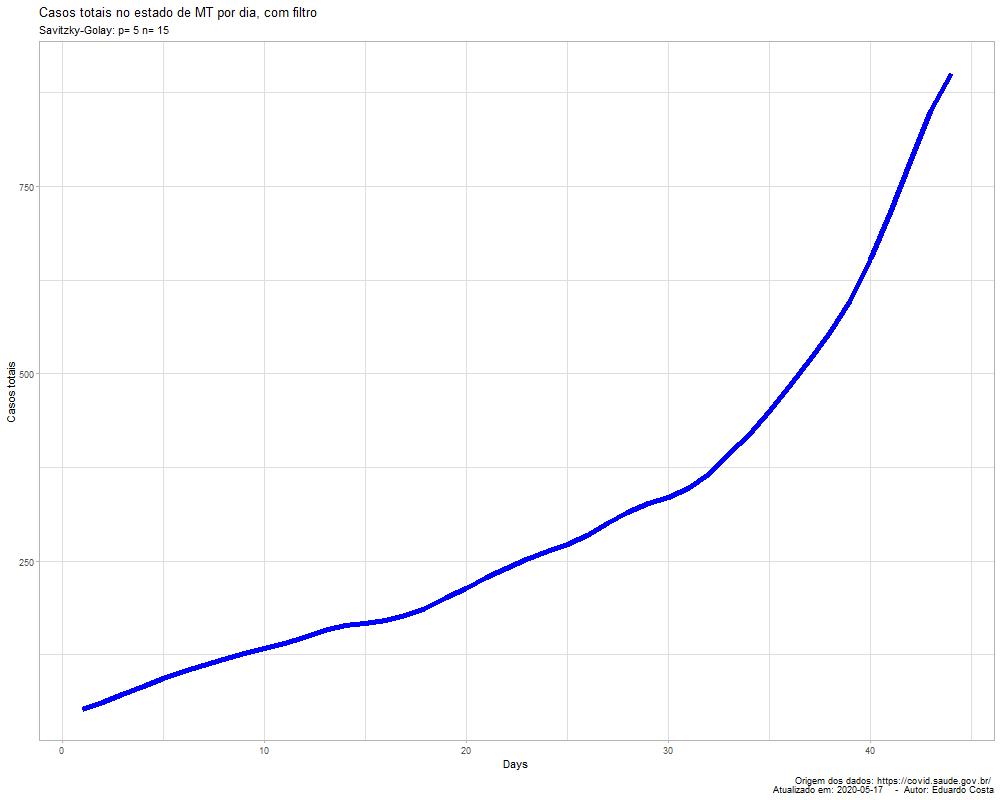 Casos totais no estado de MT por dia, com filtro
Savitzky-Golay: p= 5 n= 15
Casos totais
750
500
250
0
10
20
30
40
Days
Origem dos dados: https://covid.saude.gov.br/
Atualizado em: 2020-05-17 - Autor: Eduardo Costa